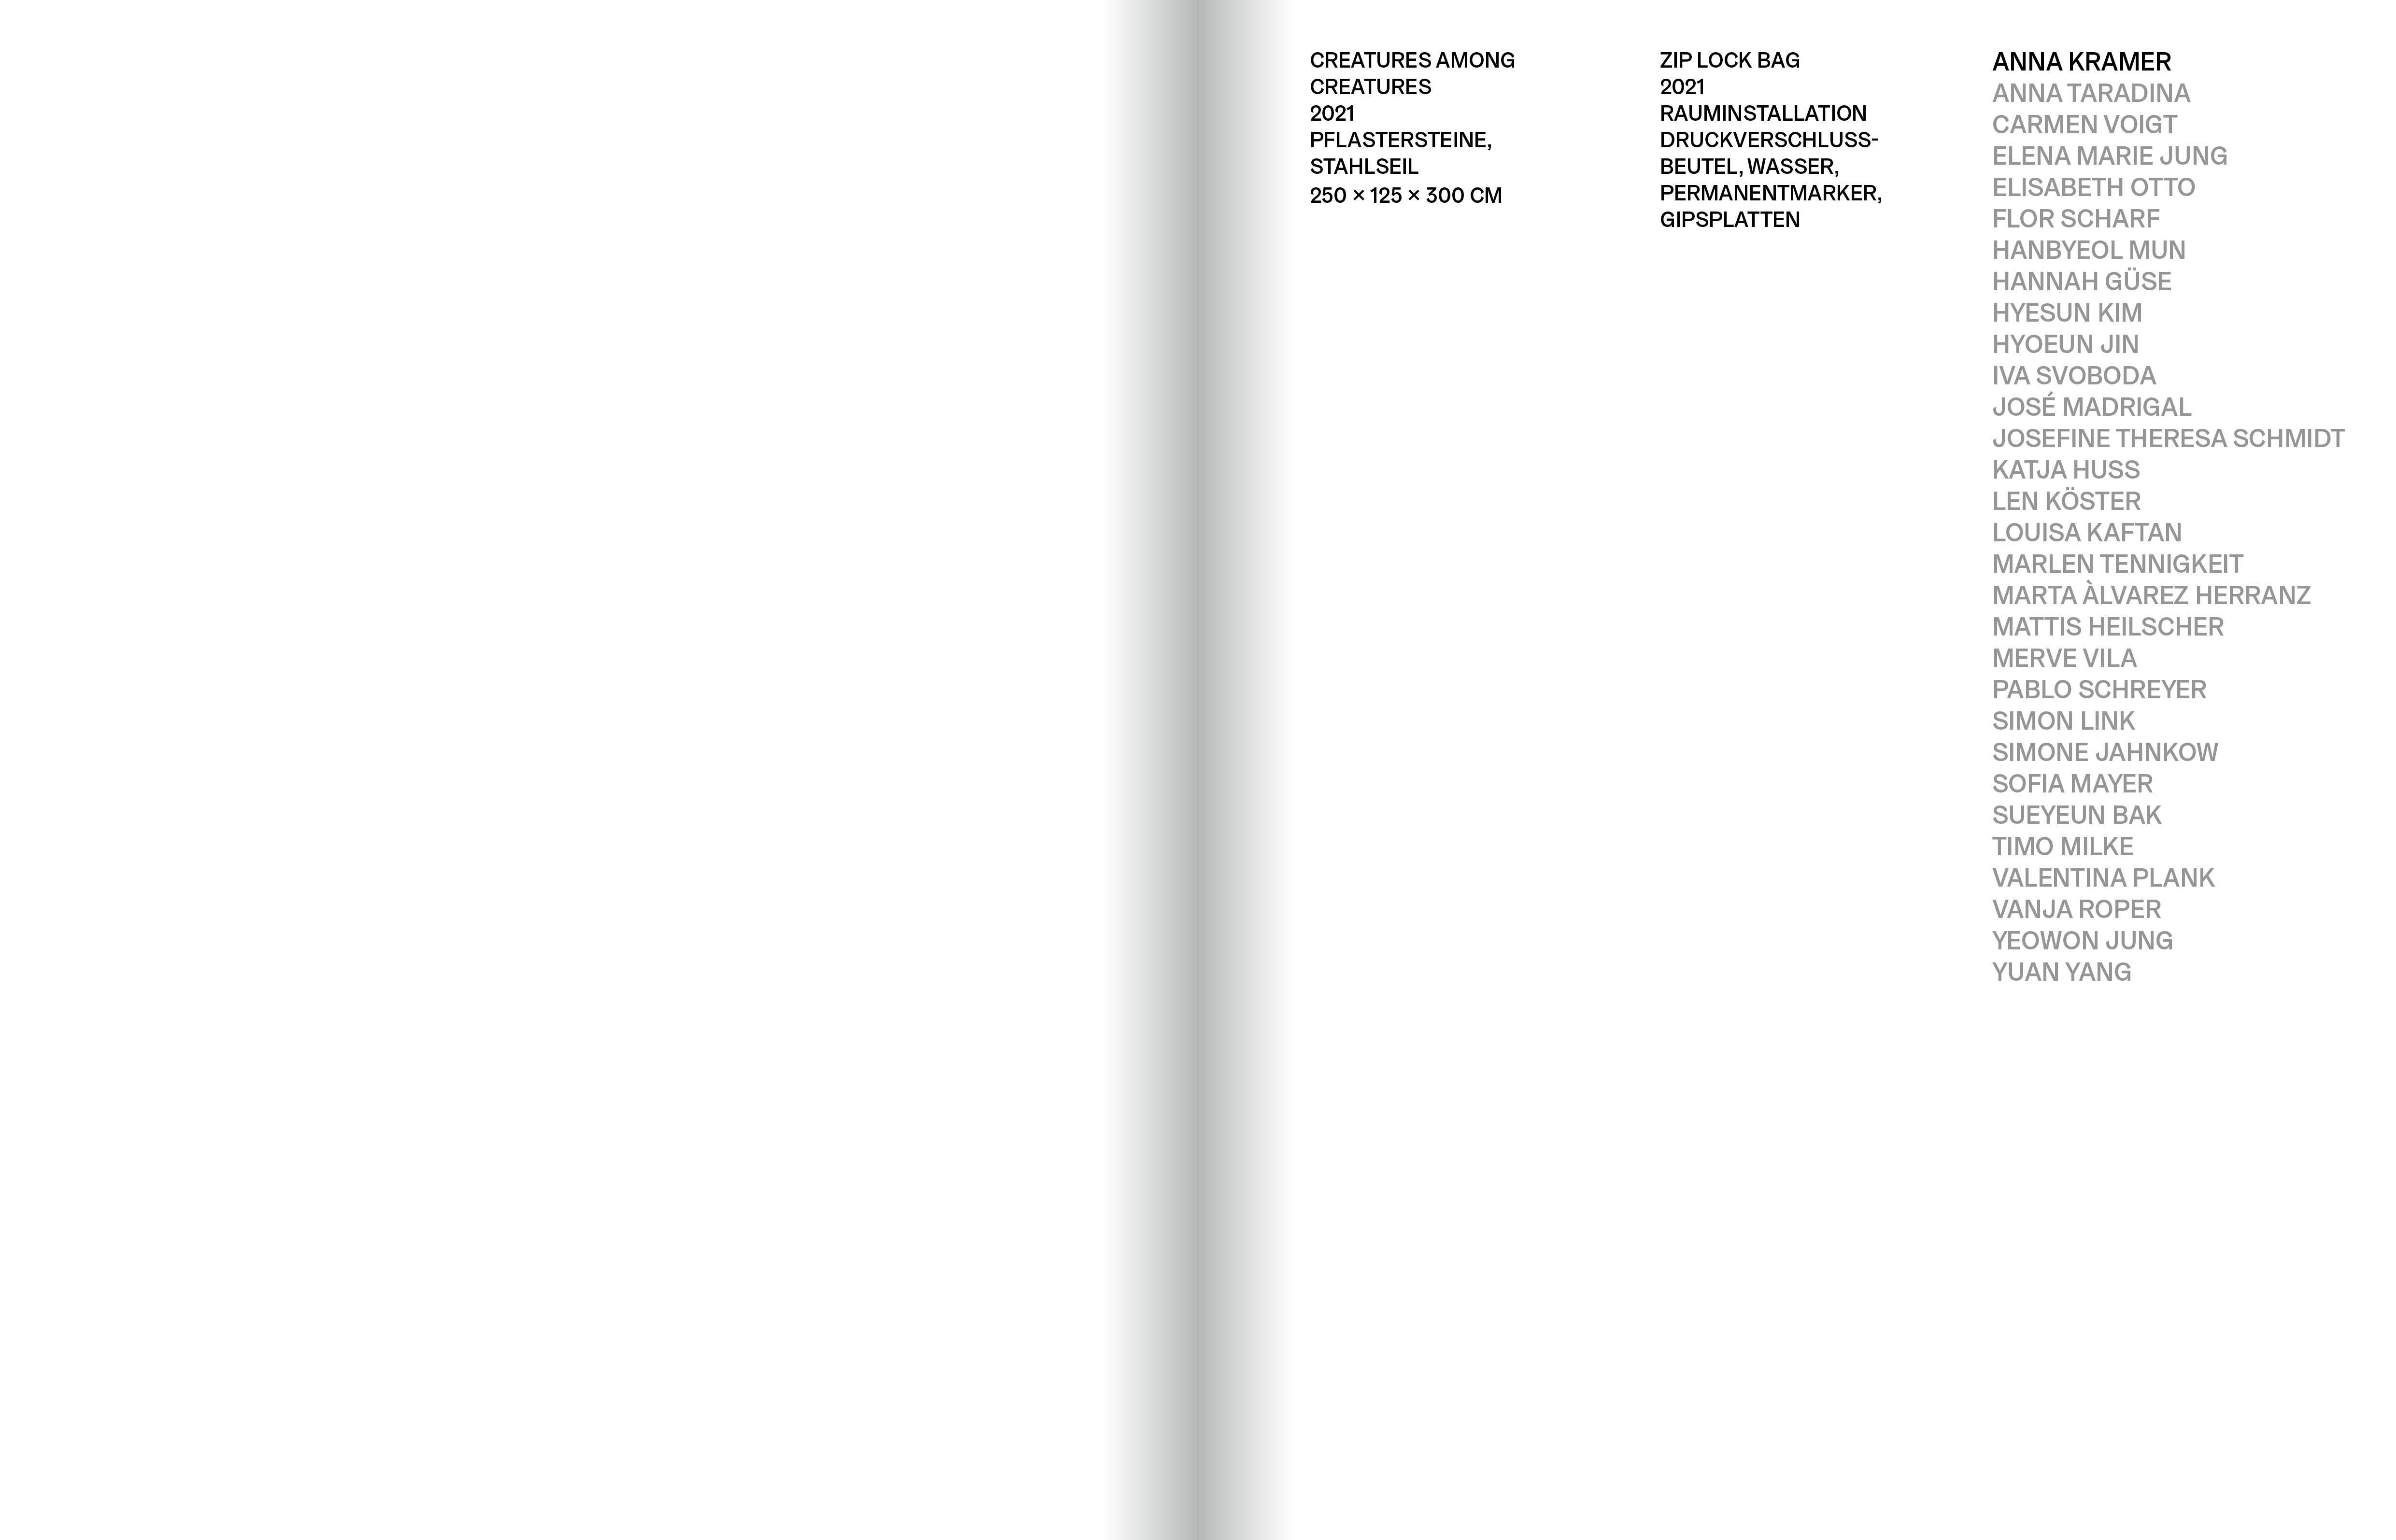 CREATURES AMONG
CREATURES
2021
PFLASTERSTEINE,
STAHLSEIL
250 × 125 × 300 CM
ZIP LOCK BAG
2021
RAUMINSTALLATION
DRUCKVERSCHLUSS-
BEUTEL, WASSER,
PERMANENTMARKER,
GIPSPLATTEN
ANNA KRAMER
ANNA TARADINA
CARMEN VOIGT
ELENA MARIE JUNG
ELISABETH OTTO
FLOR SCHARF
HANBYEOL MUN
HANNAH GÜSE
HYESUN KIM
HYOEUN JIN
IVA SVOBODA
JOSÉ MADRIGAL
JOSEFINE THERESA SCHMIDT
KATJA HUSS
LEN KÖSTER
LOUISA KAFTAN
MARLEN TENNIGKEIT
MARTA ÀLVAREZ HERRANZ
MATTIS HEILSCHER
MERVE VILA
PABLO SCHREYER
SIMON LINK
SIMONE JAHNKOW
SOFIA MAYER
SUEYEUN BAK
TIMO MILKE
VALENTINA PLANK
VANJA ROPER
YEOWON JUNG
YUAN YANG